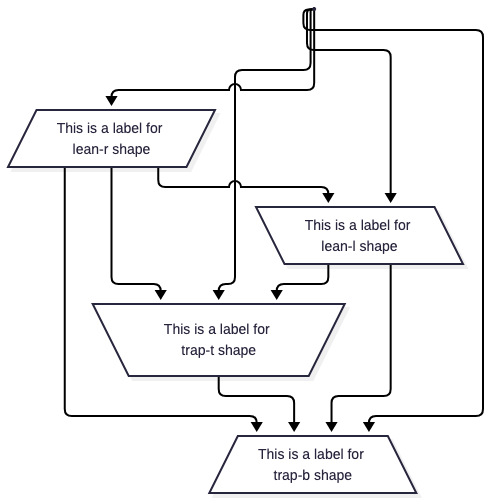 This is a label for
lean-r shape
This is a label for
lean-l shape
This is a label for
trap-t shape
This is a label for
trap-b shape